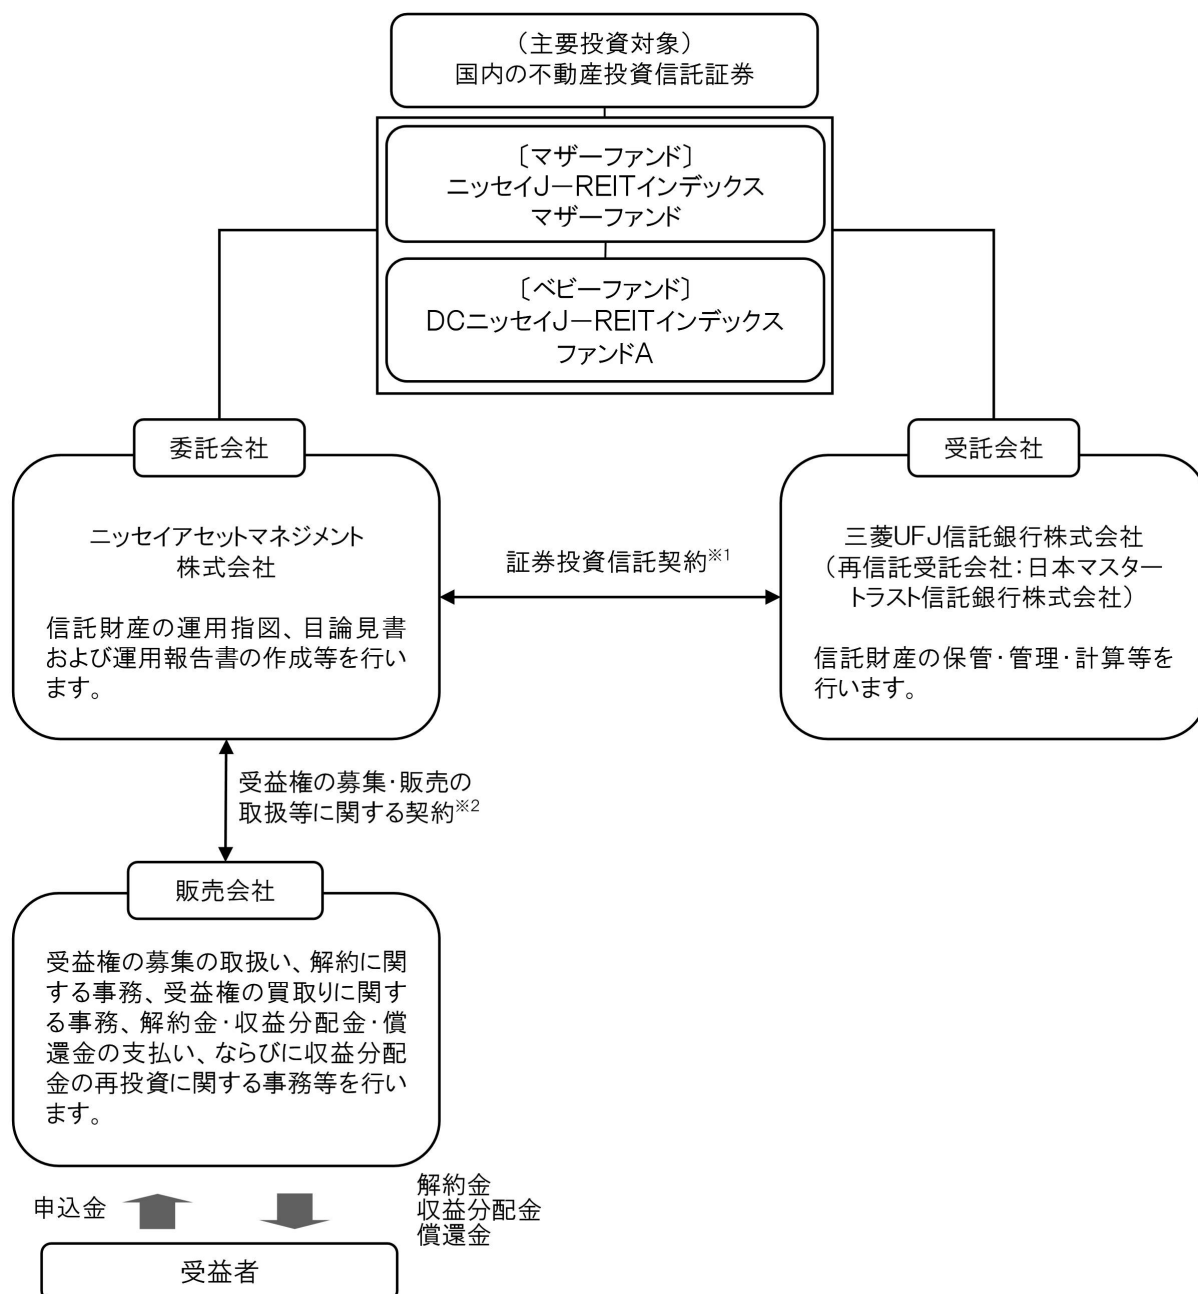 （主要投資対象）
国内の不動産投資信託証券
〔マザーファンド〕
ニッセイJ－REITインデックス
マザーファンド
〔ベビーファンド〕
DCニッセイJ－REITインデックス
ファンドA
委託会社
ニッセイアセットマネジメント
株式会社
信託財産の運用指図、目論見書
および運用報告書の作成等を行い
ます。
証券投資信託契約※1
受託会社
三菱UFJ信託銀行株式会社
（再信託受託会社：日本マスター
トラスト信託銀行株式会社）
信託財産の保管・管理・計算等を
行います。
受益権の募集・販売の
取扱等に関する契約※2
販売会社
受益権の募集の取扱い、解約に関
する事務、受益権の買取りに関す
る事務、解約金・収益分配金・償
還金の支払い、ならびに収益分配
金の再投資に関する事務等を行い
ます。
申込金
解約金
収益分配金
償還金
受益者